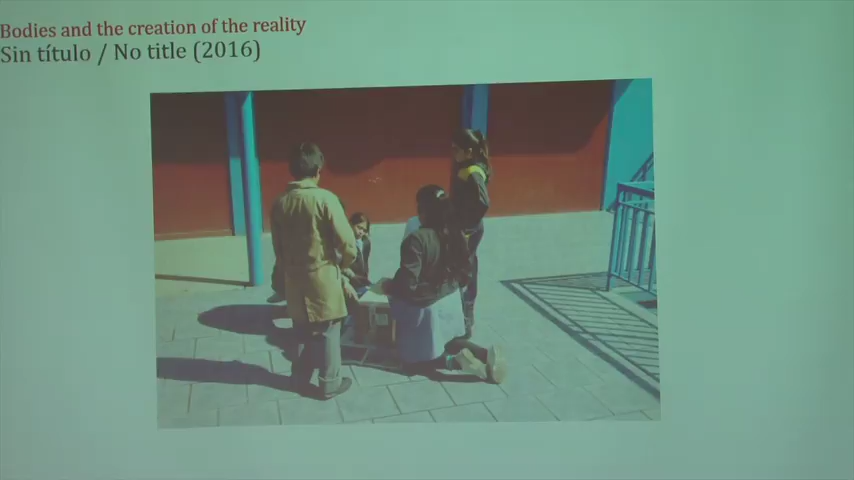 Bodies and the creation of the reality
Sin título / No title (2016)